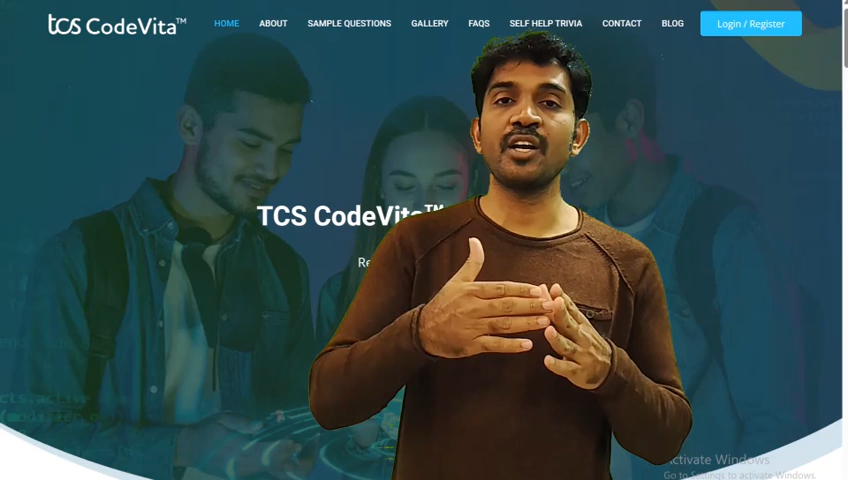 tcs CodeVita™
HOME ABOUT SAMPLE QUESTIONS GALLERY FAQS SELF HELP TRIVIA CONTACT BLOG Login / Register
TCS CodeVita™
Activate Windows
Go to Settings to activate Windows.